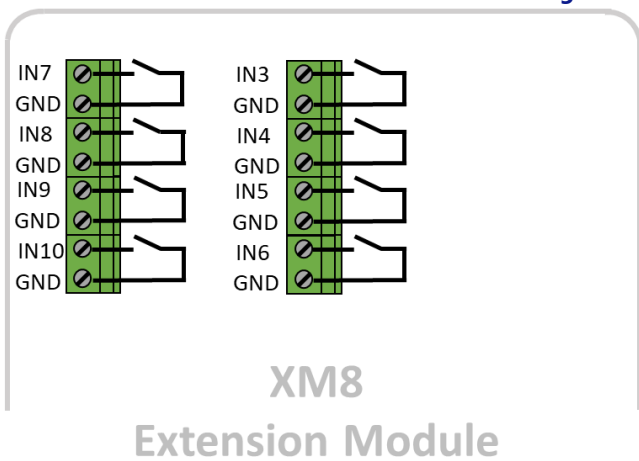 IN7
GND
IN8
GND
IN9
GND
IN10
GND
IN3
GND
IN4
GND
IN5
GND
IN6
GND
XM8
Extension Module